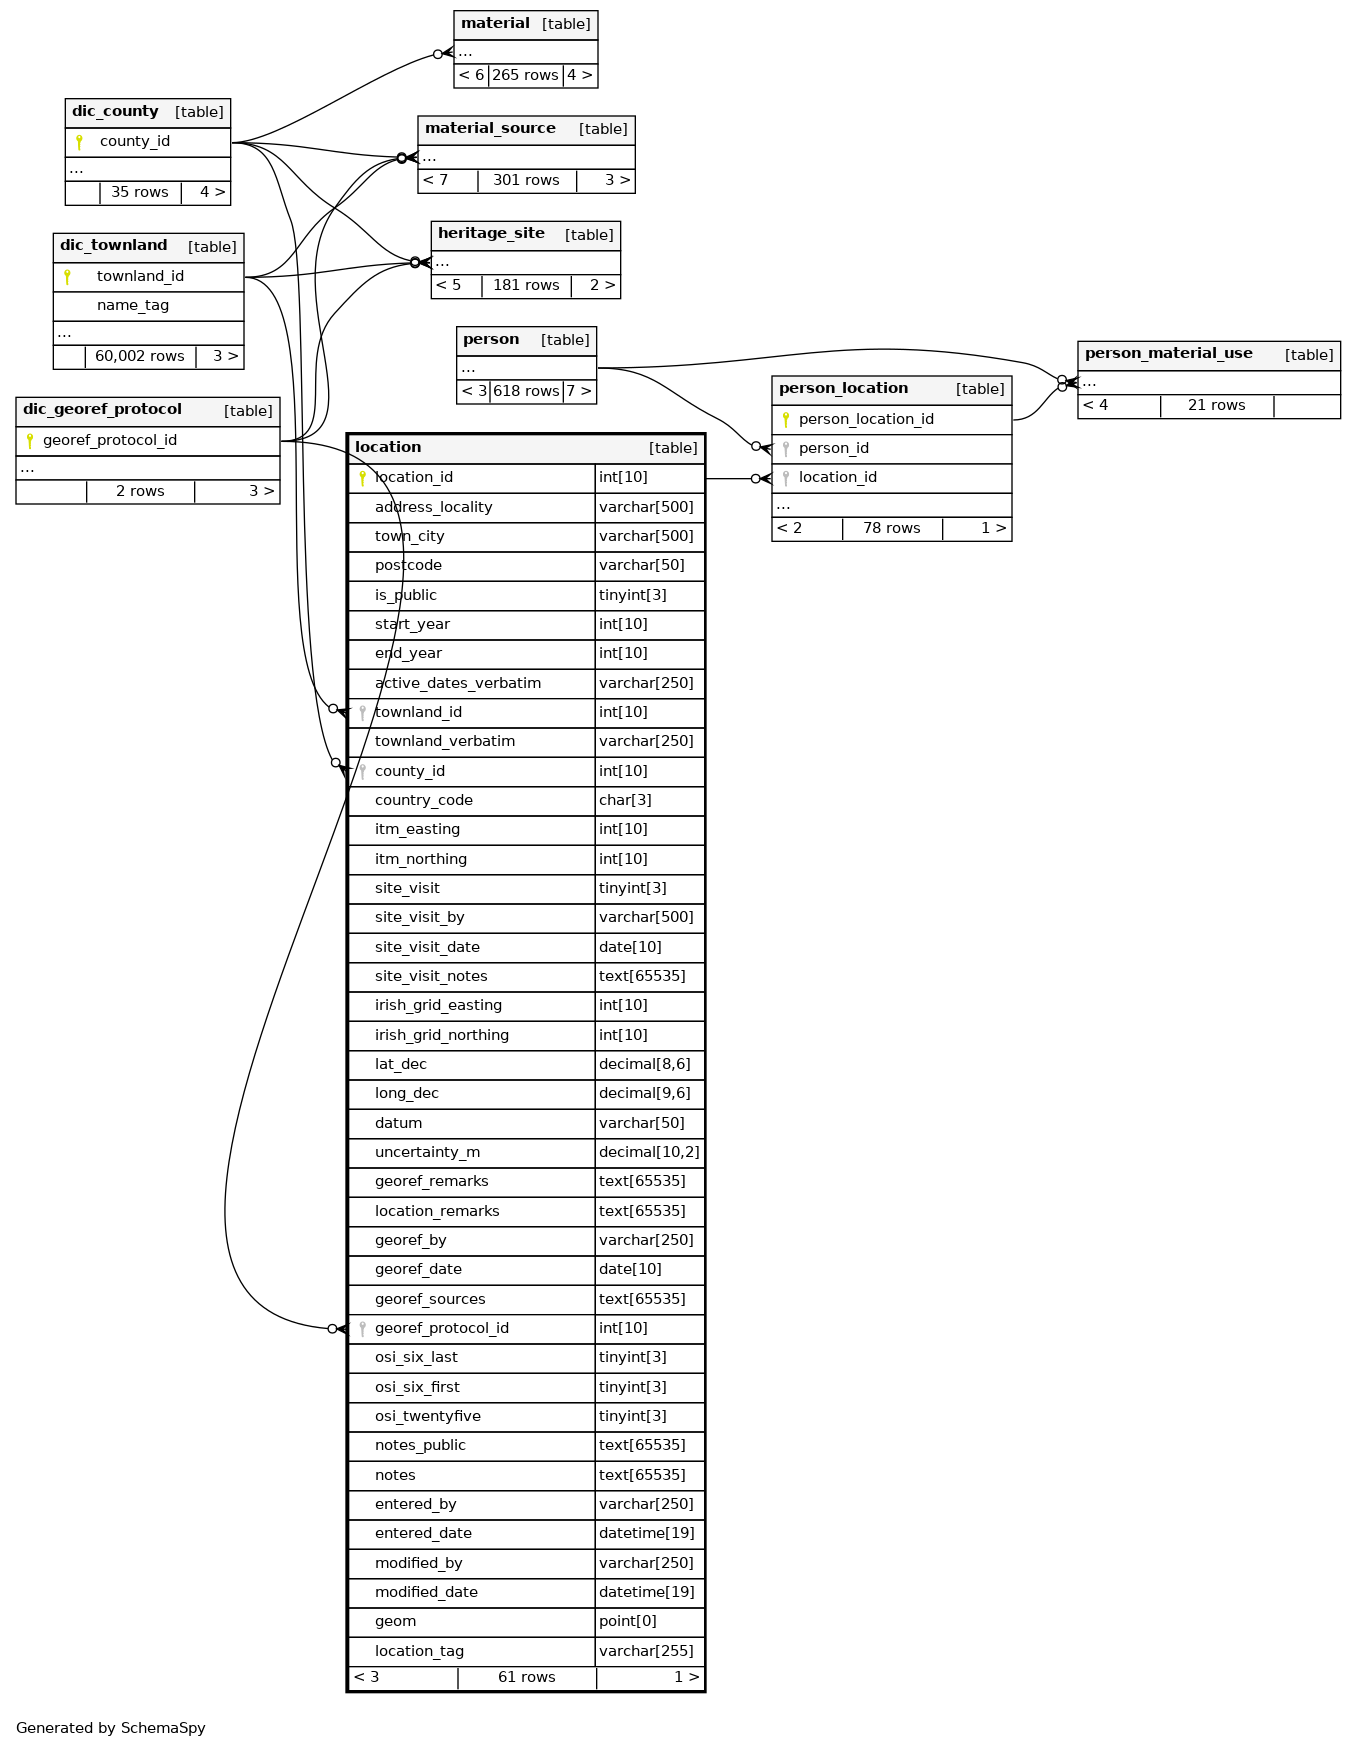 material [table]
...
< 6 265 rows 4 >
dic_county [table]
county_id
...
35 rows 4 >
material_source [table]
...
< 7 301 rows 3 >
dic_townland [table]
townland_id
name_tag
...
60,002 rows 3 >
heritage_site [table]
...
< 5 181 rows 2 >
person [table]
...
< 3 618 rows 7 >
person_material_use [table]
...
< 4 21 rows
person_location [table]
person_location_id
person_id
location_id
...
< 2 78 rows 1 >
dic_georef_protocol [table]
georef_protocol_id
...
2 rows 3 >
location [table]
location_id int[10]
address_locality varchar[500]
town_city varchar[500]
postcode varchar[50]
is_public tinyint[3]
start_year int[10]
end_year int[10]
active_dates_verbatim varchar[250]
townland_id int[10]
townland_verbatim varchar[250]
county_id int[10]
country_code char[3]
itm_easting int[10]
itm_northing int[10]
site_visit tinyint[3]
site_visit_by varchar[500]
site_visit_date date[10]
site_visit_notes text[65535]
irish_grid_easting int[10]
irish_grid_northing int[10]
lat_dec decimal[8,6]
long_dec decimal[9,6]
datum varchar[50]
uncertainty_m decimal[10,2]
georef_remarks text[65535]
location_remarks text[65535]
georef_by varchar[250]
georef_date date[10]
georef_sources text[65535]
georef_protocol_id int[10]
osi_six_last tinyint[3]
osi_six_first tinyint[3]
osi_twentyfive tinyint[3]
notes_public text[65535]
notes text[65535]
entered_by varchar[250]
entered_date datetime[19]
modified_by varchar[250]
modified_date datetime[19]
geom point[0]
location_tag varchar[255]
< 3 61 rows 1 >
Generated by SchemaSpy